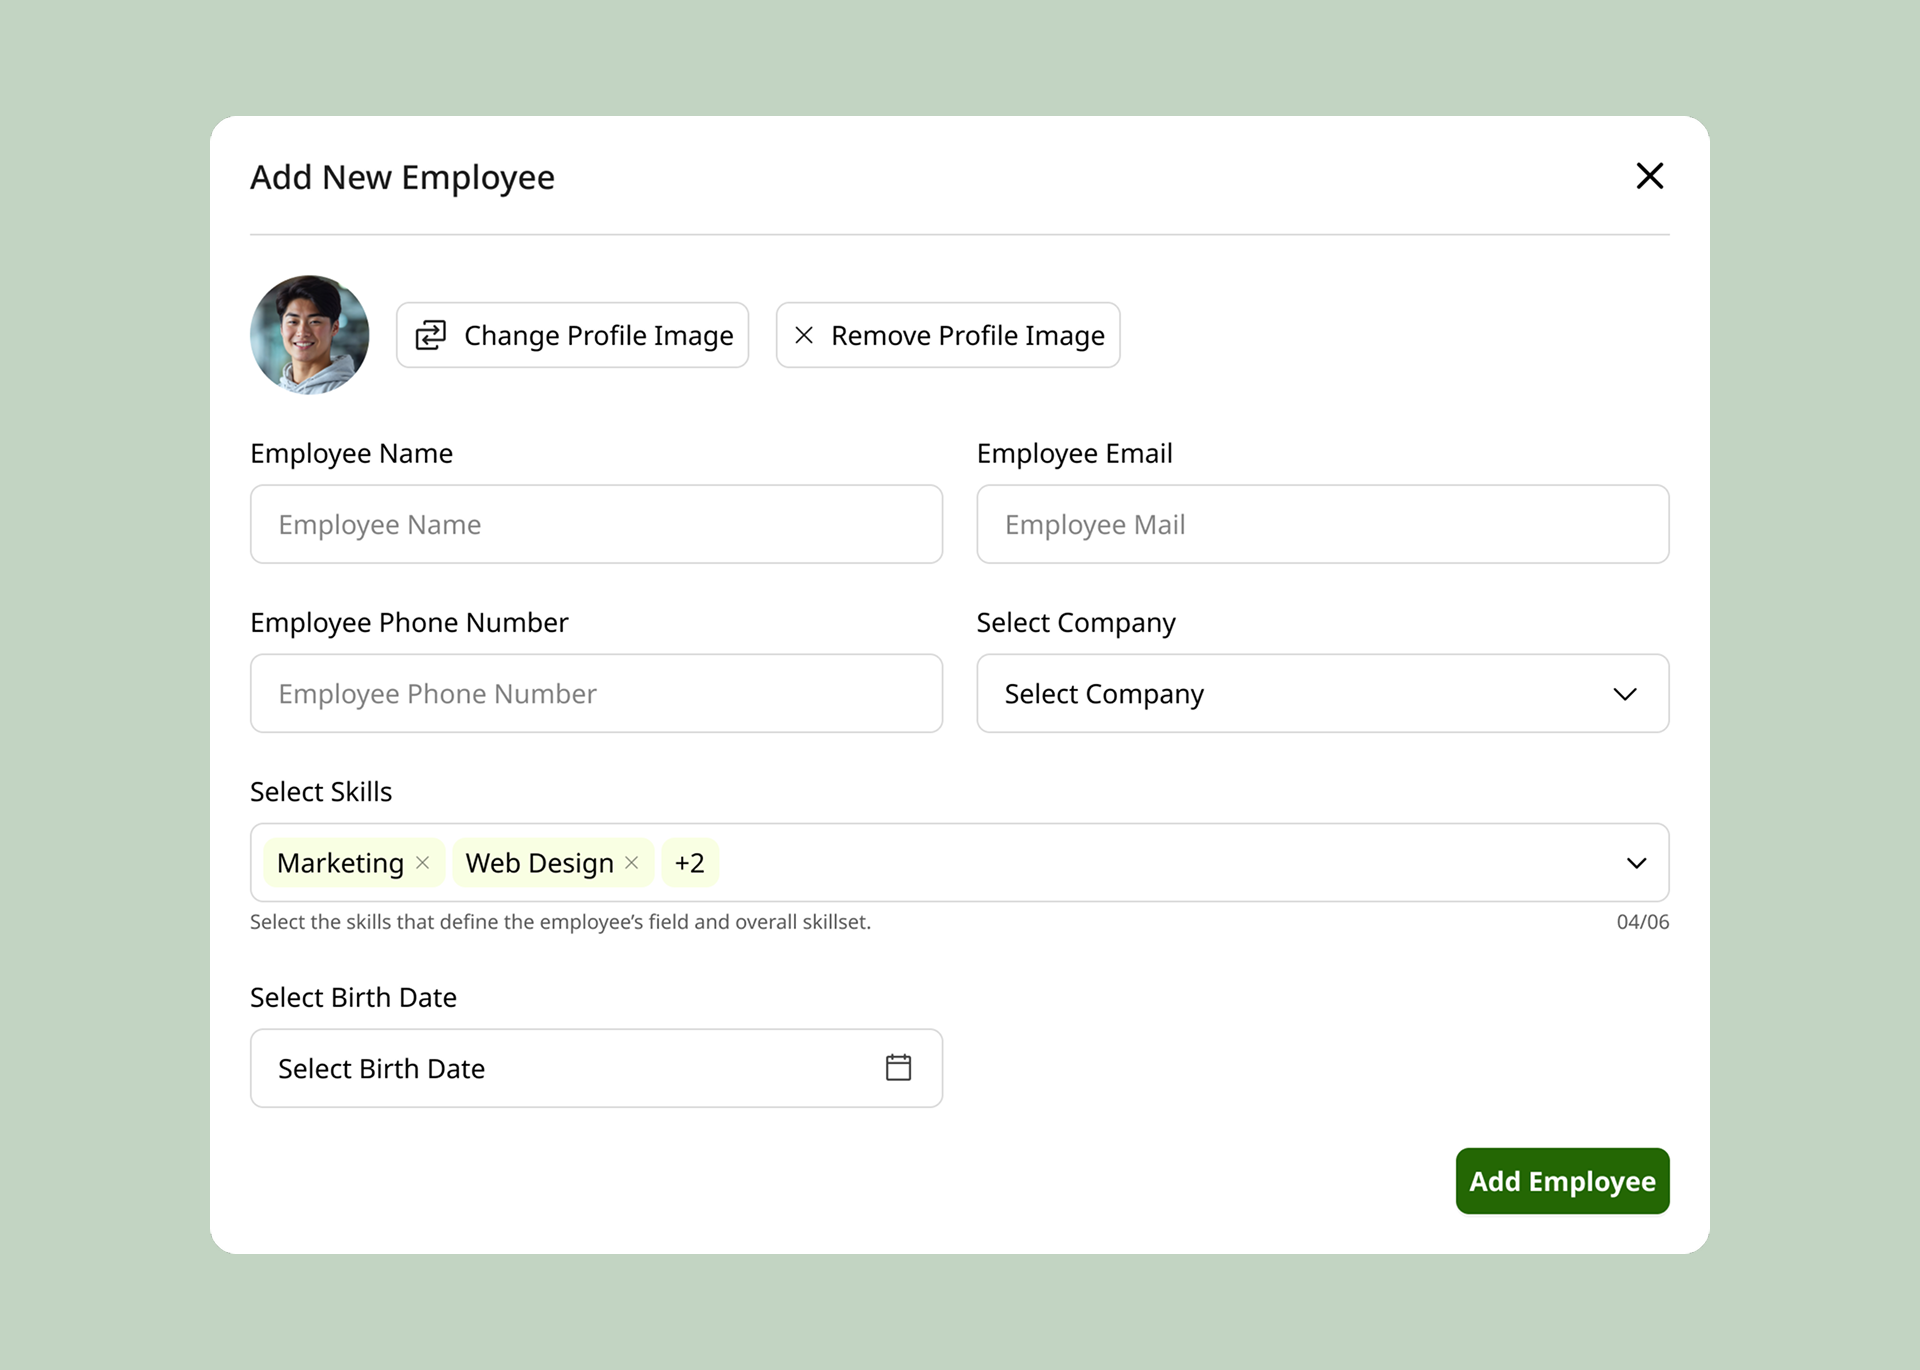 Add New Employee
Change Profile Image
Remove Profile Image
Employee Name
Employee Email
Employee Name
Employee Mail
Employee Phone Number
Select Company
Employee Phone Number
Select Company
Select Skills
Marketing
Web Design
+2
Select the skills that define the employee’s field and overall skillset.
04/06
Select Birth Date
Select Birth Date
Add Employee